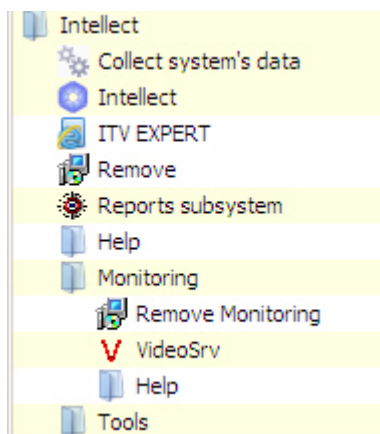 Intellect
Collect system's data
Intellect
ITV EXPERT
Remove
Reports subsystem
Help
Monitoring
Remove Monitoring
VideoSrv
Help
Tools